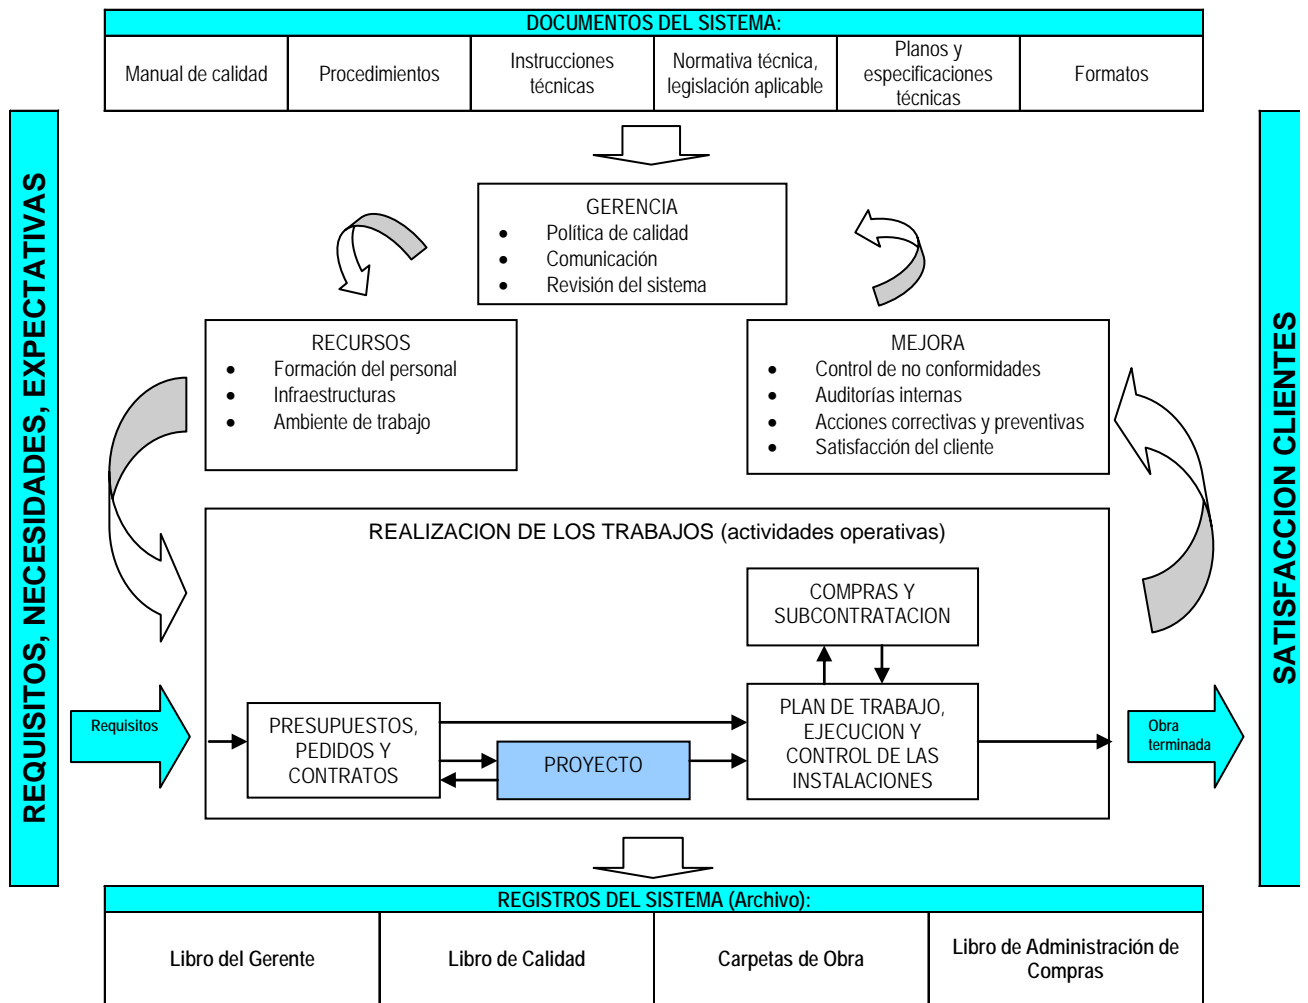 DOCUMENTOS DEL SISTEMA:
Manual de calidad
Procedimientos
Instrucciones
técnicas
Normativa técnica,
legislación aplicable
Planos y
especificaciones
técnicas
Formatos
REQUISITOS, NECESIDADES, EXPECTATIVAS
GERENCIA
• Política de calidad
• Comunicación
• Revisión del sistema
RECURSOS
• Formación del personal
• Infraestructuras
• Ambiente de trabajo
MEJORA
• Control de no conformidades
• Auditorías internas
• Acciones correctivas y preventivas
• Satisfacción del cliente
SATISFACCION CLIENTES
REALIZACION DE LOS TRABAJOS (actividades operativas)
COMPRAS Y
SUBCONTRATACION
Requisitos
PRESUPUESTOS,
PEDIDOS Y
CONTRATOS
PROYECTO
PLAN DE TRABAJO,
EJECUCION Y
CONTROL DE LAS
INSTALACIONES
Obra
terminada
REGISTROS DEL SISTEMA (Archivo):
Libro del Gerente
Libro de Calidad
Carpetas de Obra
Libro de Administración de
Compras